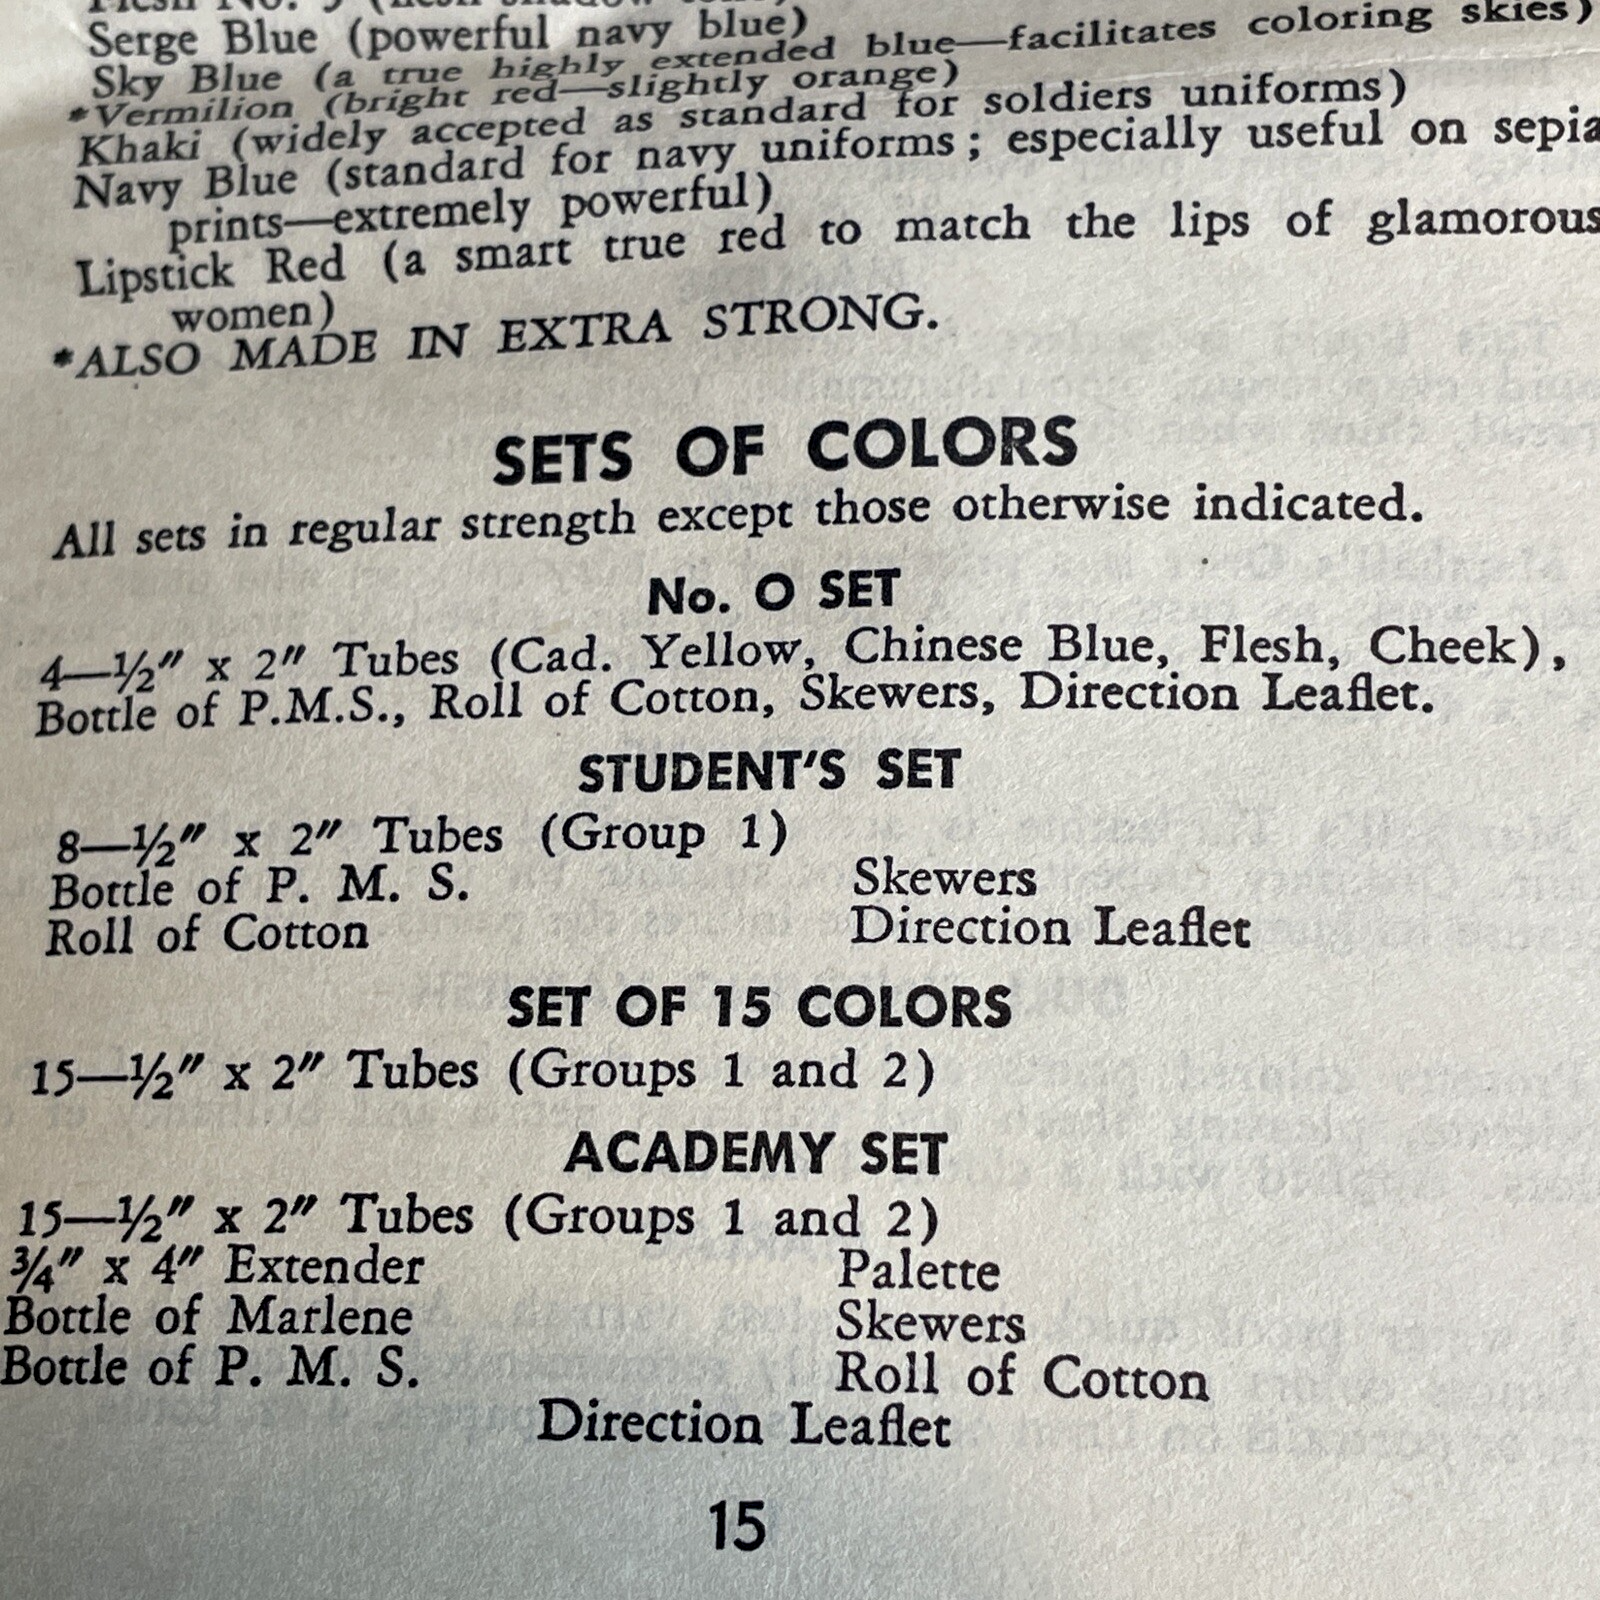 Flesh No. 3 (flesh shadow tone)
Serge Blue (powerful navy blue)
Sky Blue (a true highly extended blue—facilitates coloring skies)
*Vermilion (bright red—slightly orange)
Khaki (widely accepted as standard for soldiers uniforms)
Navy Blue (standard for navy uniforms; especially useful on sepia
prints—extremely powerful)
Lipstick Red (a smart true red to match the lips of glamorous
women)
*ALSO MADE IN EXTRA STRONG.
SETS OF COLORS
All sets in regular strength except those otherwise indicated.
No. O SET
4—½″ x 2″ Tubes (Cad. Yellow, Chinese Blue, Flesh, Cheek),
Bottle of P.M.S., Roll of Cotton, Skewers, Direction Leaflet.
STUDENT'S SET
8—½″ x 2″ Tubes (Group 1)
Bottle of P. M. S.
Roll of Cotton
Skewers
Direction Leaflet
SET OF 15 COLORS
15—½″ x 2″ Tubes (Groups 1 and 2)
ACADEMY SET
15—½″ x 2″ Tubes (Groups 1 and 2)
¾″ x 4″ Extender
Bottle of Marlene
Bottle of P. M. S.
Palette
Skewers
Roll of Cotton
Direction Leaflet
15